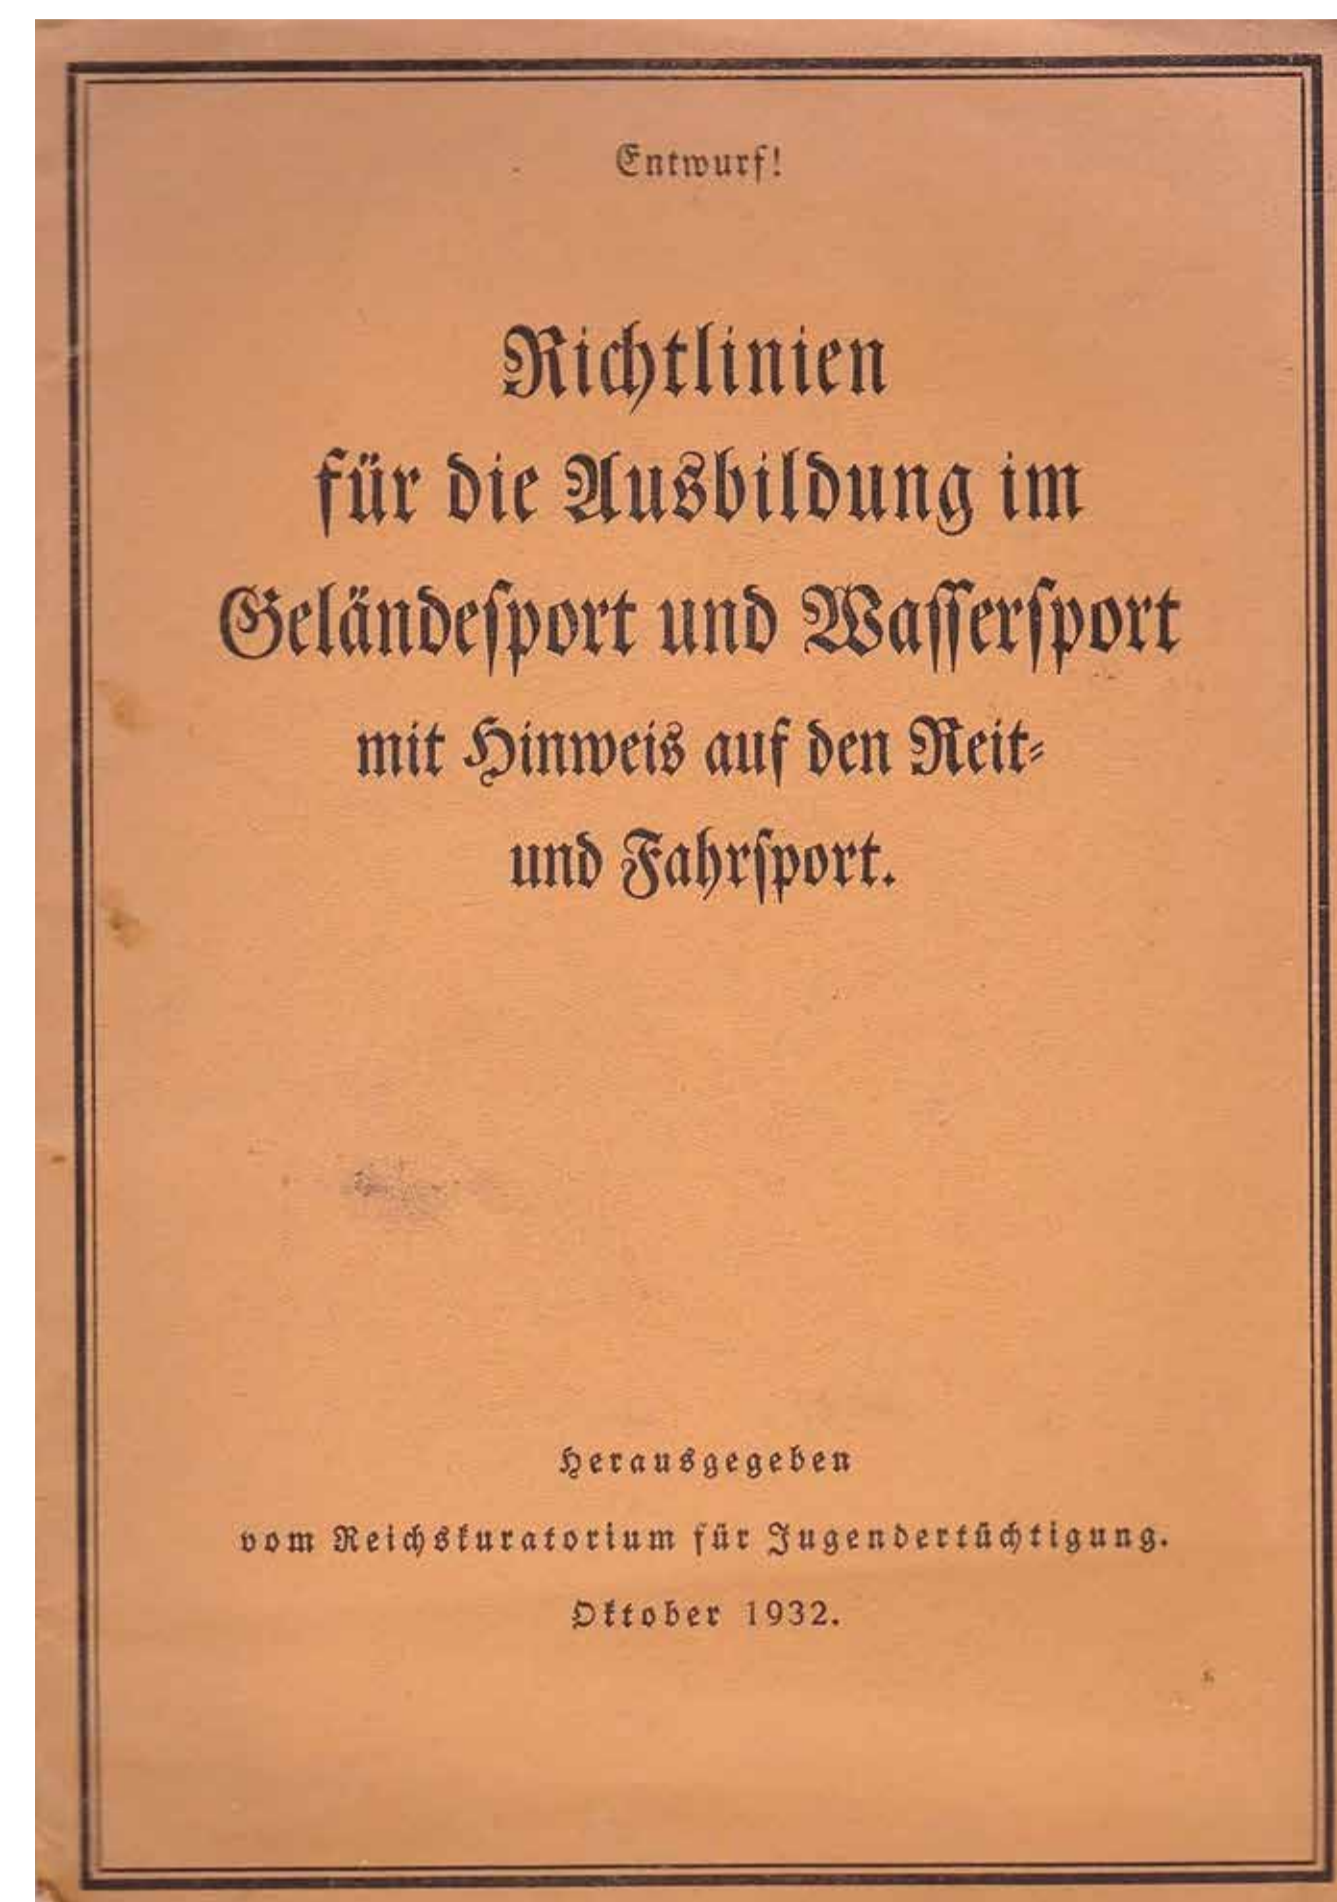 Entwurf!
Richtlinien
für die Ausbildung im
Geländeſport und Waſſerſport
mit Hinweis auf den Reit⸗
und Fahrſport.
Herausgegeben
vom Reichskuratorium für Jugendertüchtigung.
Oktober 1932.